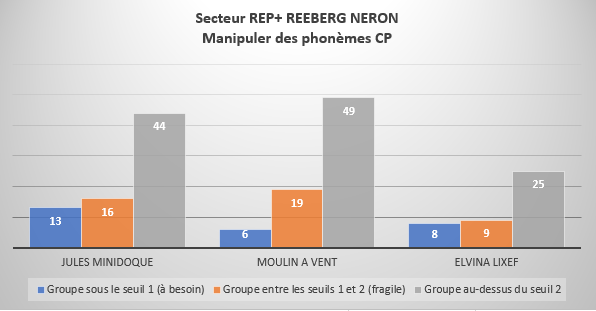 Secteur REP+ REEBERG NERON
Manipuler des phonèmes CP
44
49
13
16
6
19
8
9
25
JULES MINIDOQUE
MOULIN A VENT
ELVINA LIXEF
Groupe sous le seuil 1 (à besoin)
Groupe entre les seuils 1 et 2 (fragile)
Groupe au-dessus du seuil 2